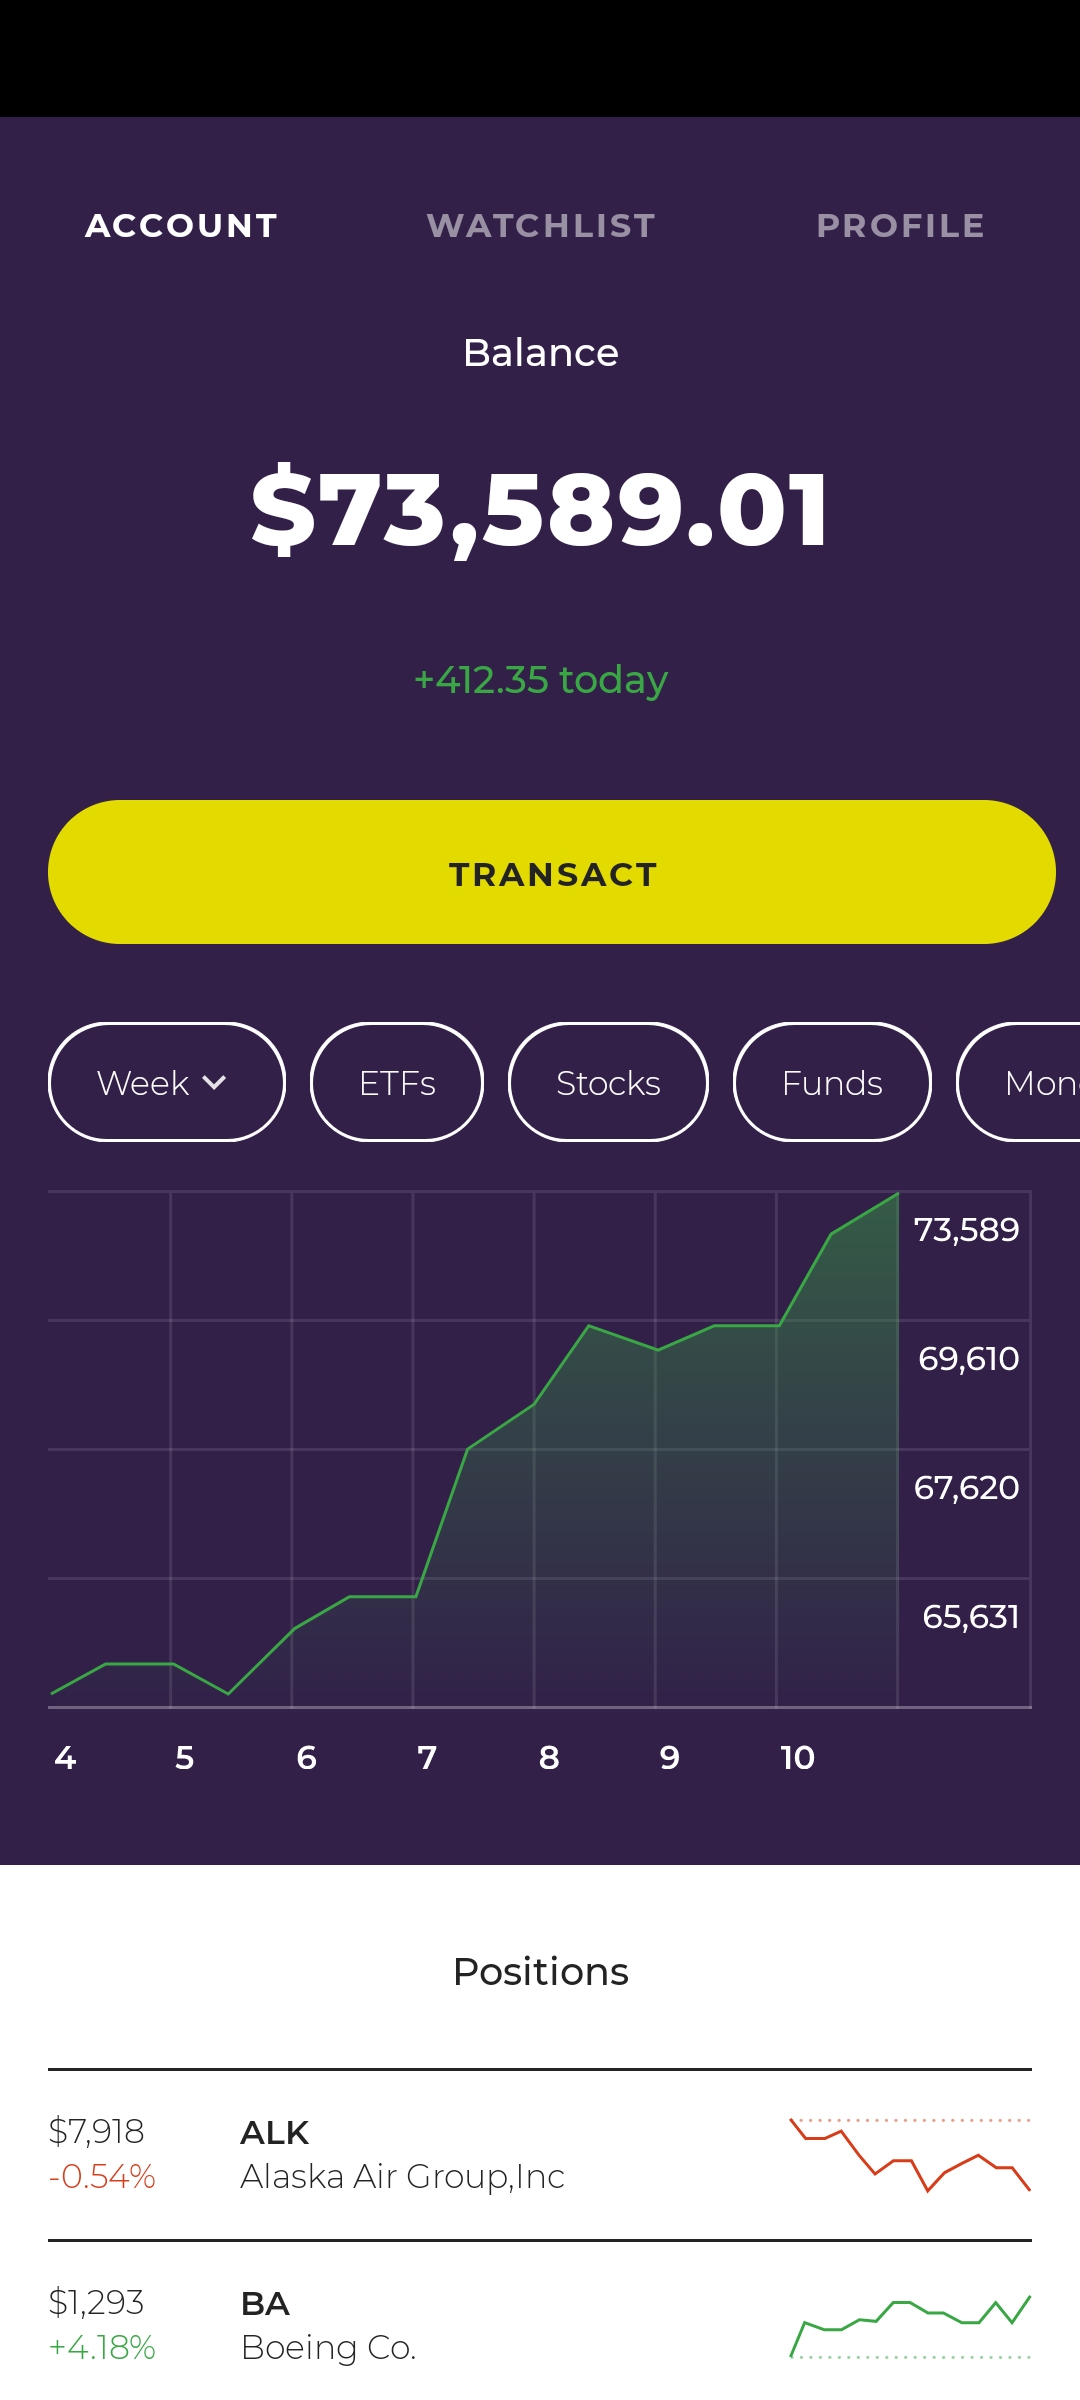 ACCOUNT WATCHLIST PROFILE
Balance
$73,589.01
+412.35 today
TRANSACT
Week ETFs Stocks Funds
73,589
69,610
67,620
65,631
4 5 6 7 8 9 10
Positions
$7,918 ALK
-0.54% Alaska Air Group,Inc
$1,293 BA
+4.18% Boeing Co.